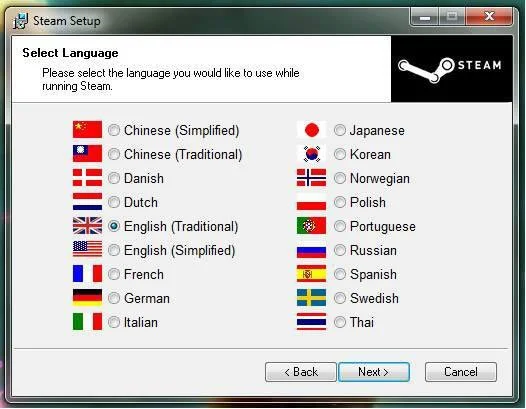 Steam Setup
Select Language
Please select the language you would like to use while
running Steam.
STEAM
Chinese (Simplified)
Chinese (Traditional)
Danish
Dutch
English (Traditional)
English (Simplified)
French
German
Italian
Japanese
Korean
Norwegian
Polish
Portuguese
Russian
Spanish
Swedish
Thai
< Back
Next >
Cancel